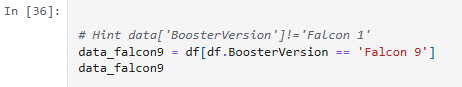 In [36]:
# Hint data['BoosterVersion']!='Falcon 1'
data_falcon9 = df[df.BoosterVersion == 'Falcon 9']
data_falcon9